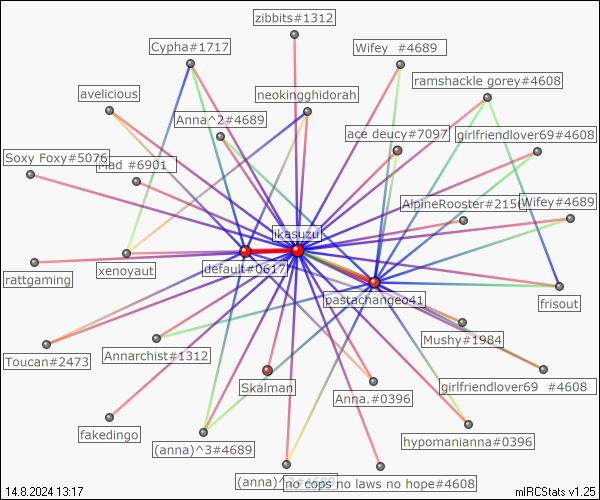 zibbits#1312
Cypha#1717
Wifey #4689
ramshackle gorey#4608
avelicious
neokingghidorah
Anna^2#4689
ace deucy#7097
girlfriendlover69#4608
Soxy Foxy#5076
Mad #6901
AlpineRooster#2150
Wifey#4689
ikasuzu
rattgaming
xenoyaut
default#0617
pastachangeo41
frisout
Mushy#1984
Toucan#2473
Annarchist#1312
Skalman
Anna.#0396
girlfriendlover69 #4608
fakedingo
(anna)^3#4689
hypomanianna#0396
(anna)
no cops no laws no hope#4608
14.8.2024 13:17
mIRCStats v1.25